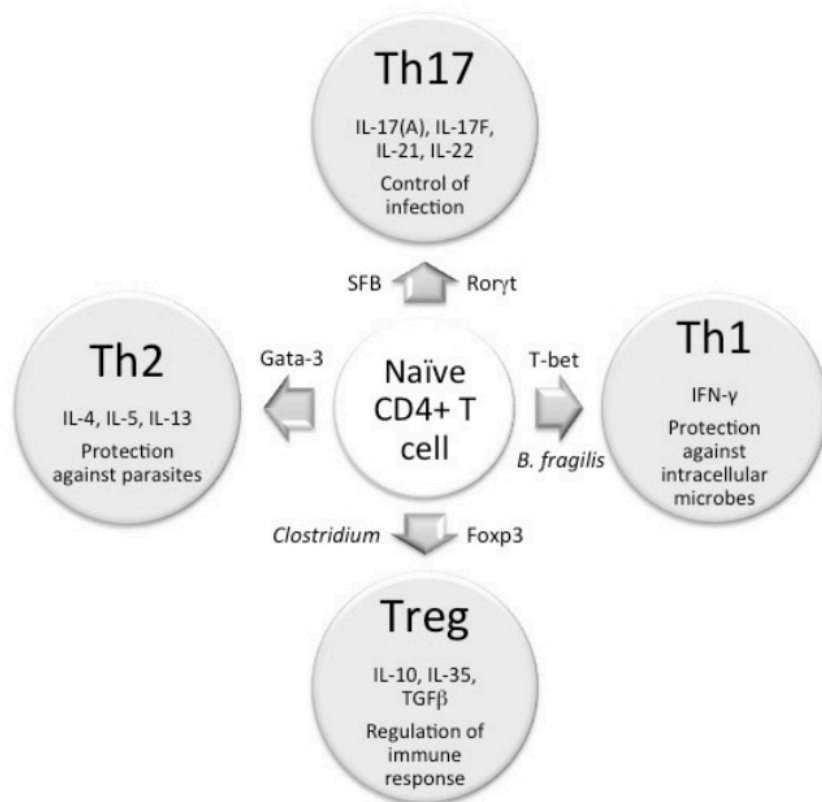 Th17
IL-17(A), IL-17F,
IL-21, IL-22
Control of
infection
SFB
Rorγt
Th2
IL-4, IL-5, IL-13
Protection
against parasites
Gata-3
Naïve
CD4+ T
cell
T-bet
B. fragilis
Th1
IFN-γ
Protection
against
intracellular
microbes
Clostridium
Foxp3
Treg
IL-10, IL-35,
TGFβ
Regulation of
immune
response